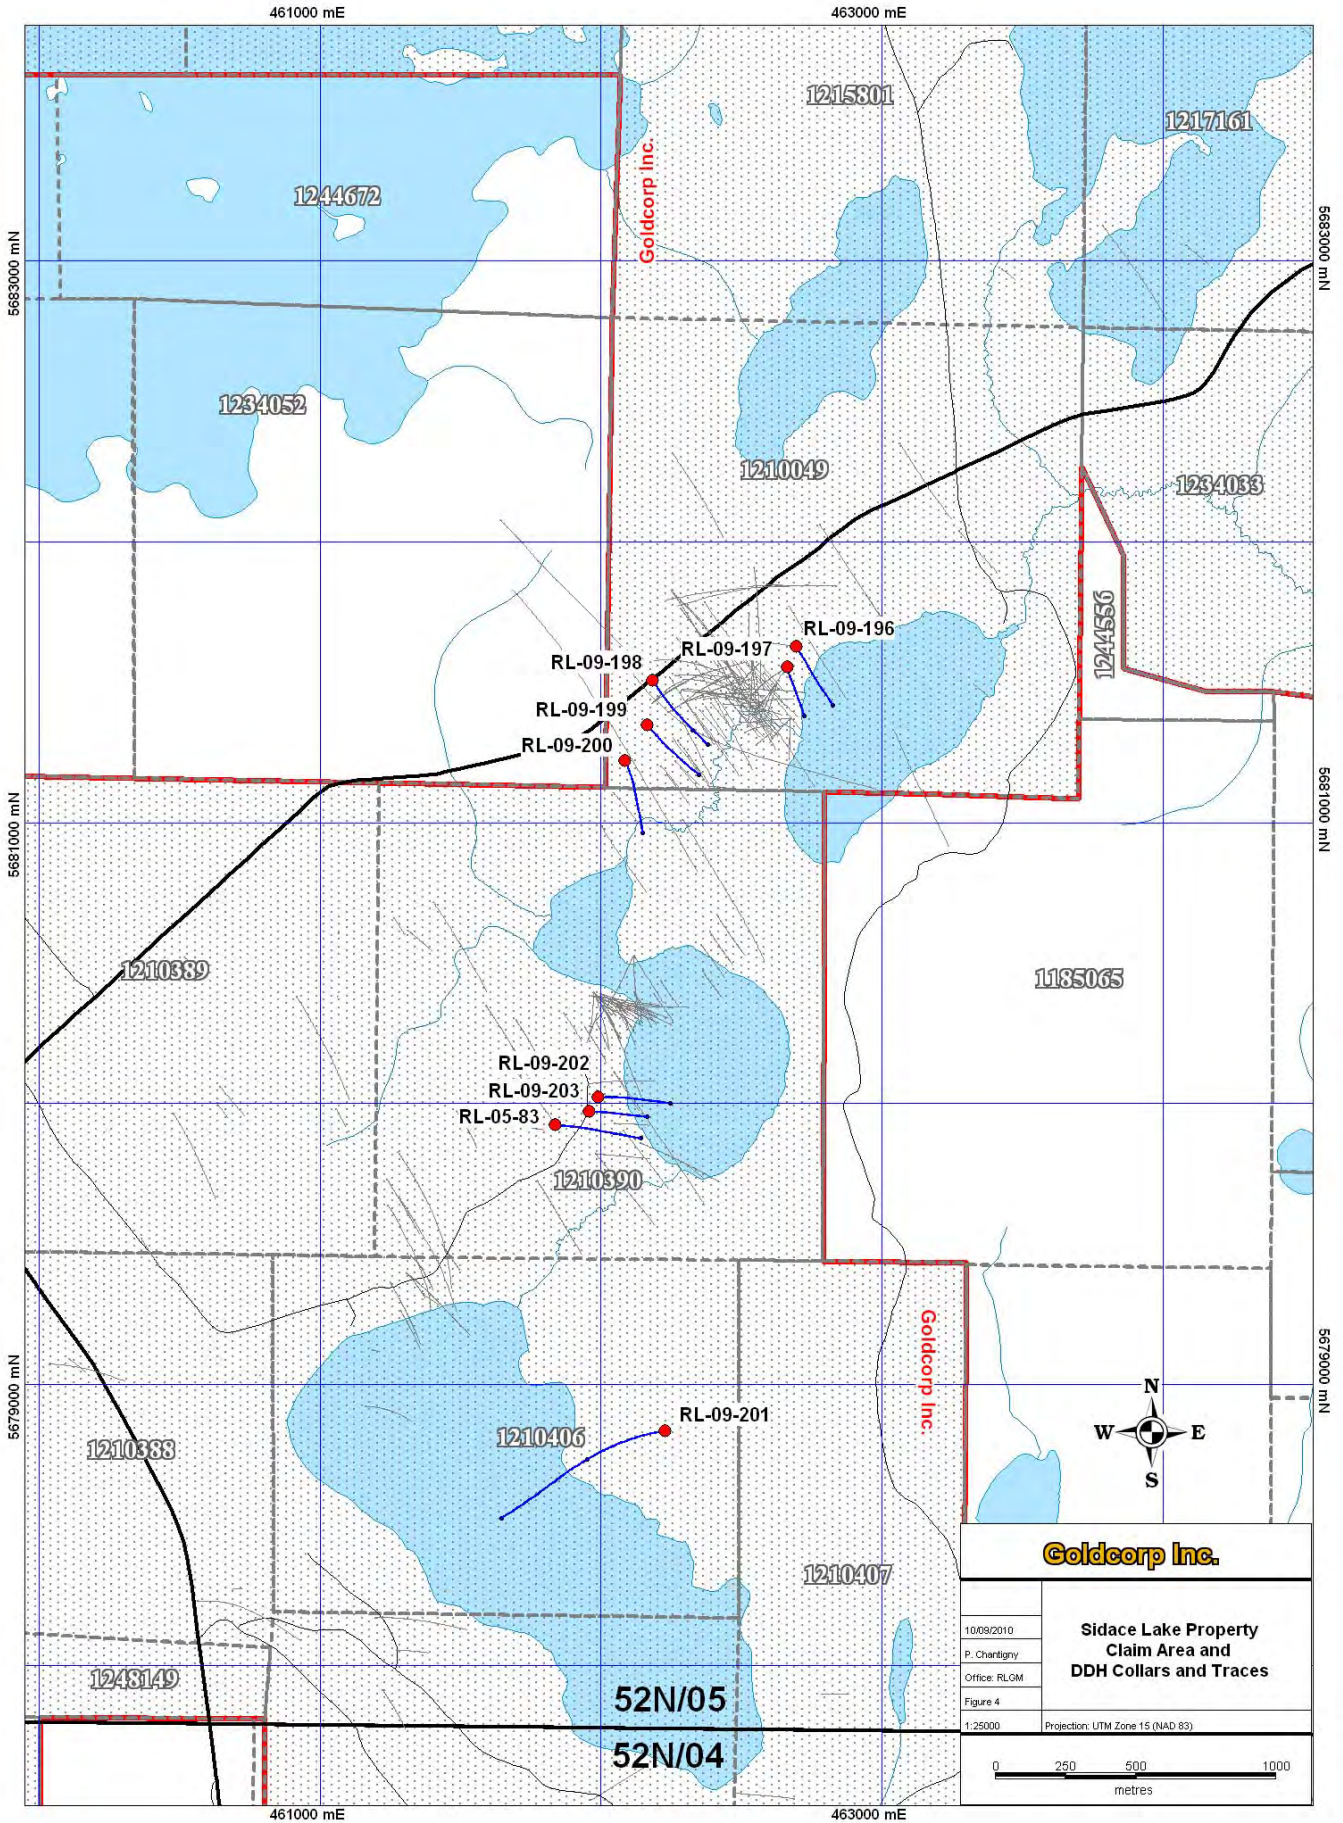 461000 mE
463000 mE
1215801
1217161
Goldcorp Inc.
1244672
5683000 mN
5683000 mN
1234052
1210049
1234033
1244556
RL-09-196
RL-09-197
RL-09-198
RL-09-199
RL-09-200
5681000 mN
5681000 mN
1210389
1185065
RL-09-202
RL-09-203
RL-05-83
1210390
5679000 mN
5679000 mN
Goldcorp Inc.
N
W
E
S
RL-09-201
1210406
1210388
1210407
1248149
52N/05
52N/04
Goldcorp Inc.
10/09/2010
P. Chantigny
Office: RLGM
Figure 4
1:25000
Sidace Lake Property
Claim Area and
DDH Collars and Traces
Projection: UTM Zone 15 (NAD 83)
0 250 500 1000
metres
461000 mE
463000 mE